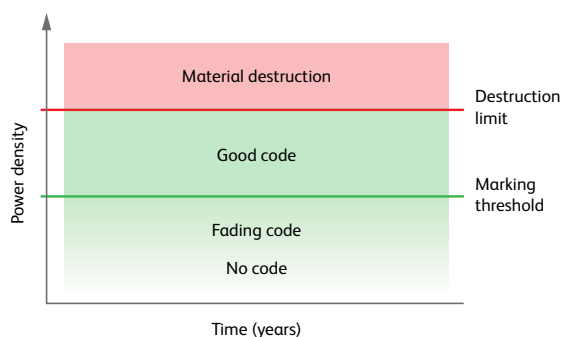 Material destruction
Destruction
limit
Good code
Marking
threshold
Fading code
No code
Power density
Time (years)